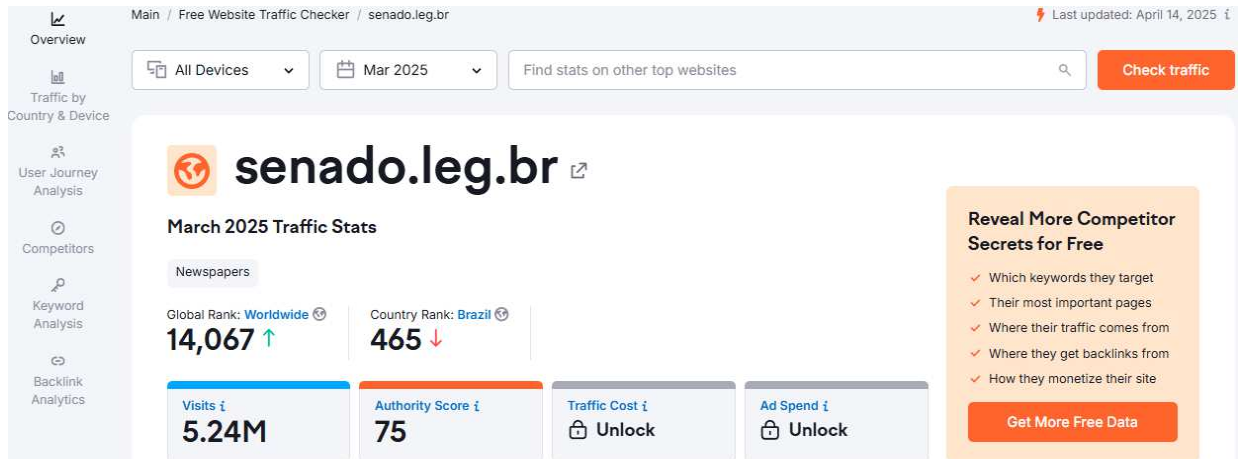 Main / Free Website Traffic Checker / senado.leg.br
Last updated: April 14, 2025 i
Overview
Traffic by
Country & Device
User Journey
Analysis
Competitors
Keyword
Analysis
Backlink
Analytics
All Devices
Mar 2025
Find stats on other top websites
Check traffic
senado.leg.br
March 2025 Traffic Stats
Newspapers
Global Rank: Worldwide
14,067 ↑
Country Rank: Brazil
465 ↓
Visits i
5.24M
Authority Score i
75
Traffic Cost i
Unlock
Ad Spend i
Unlock
Reveal More Competitor
Secrets for Free
Which keywords they target
Their most important pages
Where their traffic comes from
Where they get backlinks from
How they monetize their site
Get More Free Data